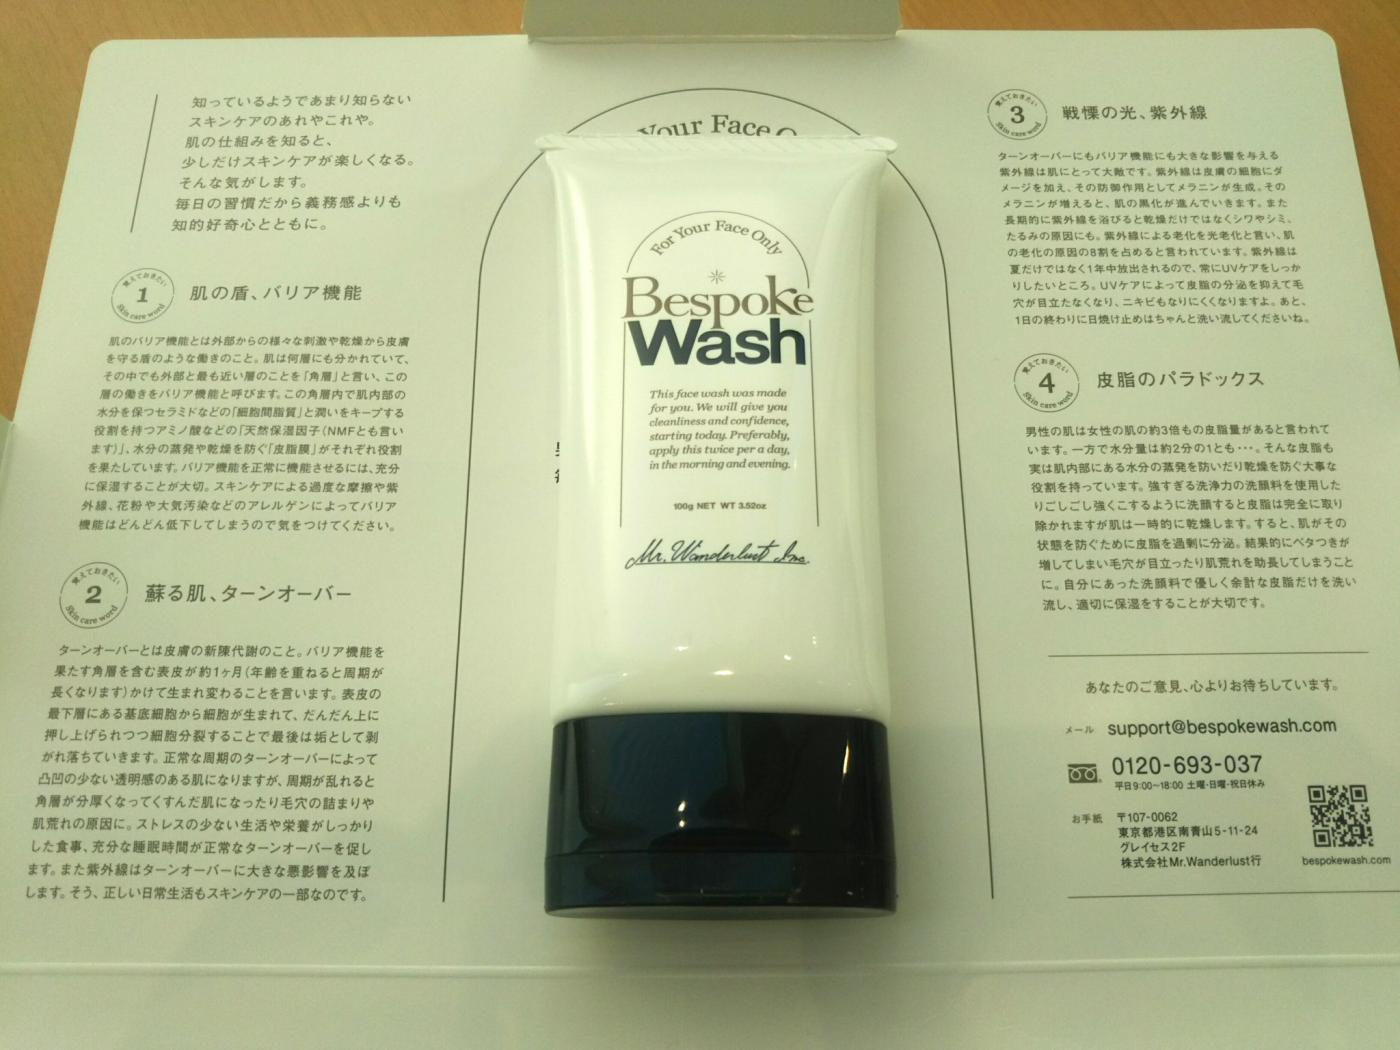 知っているようであまり知らない
スキンケアのあれやこれや。
肌の仕組みを知ると、
少しだけスキンケアが楽しくなる。
そんな気がします。
毎日の習慣だから義務感よりも
知的好奇心とともに。
覚えておきたい
1
Skin care word
肌の盾、バリア機能
肌のバリア機能とは外部からの様々な刺激や乾燥から皮膚
を守る盾のような働きのこと。肌は何層にも分かれていて、
その中でも外部と最も近い層のことを「角層」と言い、この
層の働きをバリア機能と呼びます。この角層内で肌内部の
水分を保つセラミドなどの「細胞間脂質」と潤いをキープする
役割を持つアミノ酸などの「天然保湿因子(NMFとも言い
ます)」、水分の蒸発や乾燥を防ぐ「皮脂膜」がそれぞれ役割
を果たしています。バリア機能を正常に機能させるには、充分
に保湿することが大切。スキンケアによる過度な摩擦や紫
外線、花粉や大気汚染などのアレルゲンによってバリア
機能はどんどん低下してしまうので気をつけてください。
覚えておきたい
2
Skin care word
蘇る肌、ターンオーバー
ターンオーバーとは皮膚の新陳代謝のこと。バリア機能を
果たす角層を含む表皮が約1ヶ月(年齢を重ねると周期が
長くなります)かけて生まれ変わることを言います。表皮の
最下層にある基底細胞から細胞が生まれて、だんだん上に
押し上げられつつ細胞分裂することで最後は垢として剥
がれ落ちていきます。正常な周期のターンオーバーによって
凸凹の少ない透明感のある肌になりますが、周期が乱れると
角層が分厚くなってくすんだ肌になったり毛穴の詰まりや
肌荒れの原因に。ストレスの少ない生活や栄養がしっかり
した食事、充分な睡眠時間が正常なターンオーバーを促し
ます。また紫外線はターンオーバーに大きな悪影響を及ぼ
します。そう、正しい日常生活もスキンケアの一部なのです。
Your Face O
For Your Face Only
Bespoke
Wash
This face wash was made
for you. We will give you
cleanliness and confidence,
starting today. Preferably,
apply this twice per a day,
in the morning and evening.
100g NET WT 3.52oz
Mr. Wanderlust Inc.
覚えておきたい
3
Skin care word
戦慄の光、紫外線
ターンオーバーにもバリア機能にも大きな影響を与える
紫外線は肌にとって大敵です。紫外線は皮膚の細胞にダ
メージを加え、その防御作用としてメラニンが生成。その
メラニンが増えると、肌の黒化が進んでいきます。また
長期的に紫外線を浴びると乾燥だけではなくシワやシミ、
たるみの原因にも。紫外線による老化を光老化と言い、肌
の老化の原因の8割を占めると言われています。紫外線は
夏だけではなく1年中放出されるので、常にUVケアをしっか
りしたいところ。UVケアによって皮脂の分泌を抑えて毛
穴が目立たなくなり、ニキビもなりにくくなりますよ。あと、
1日の終わりに日焼け止めはちゃんと洗い流してくださいね。
覚えておきたい
4
Skin care word
皮脂のパラドックス
男性の肌は女性の肌の約3倍もの皮脂量があると言われて
います。一方で水分量は約2分の1とも・・・。そんな皮脂も
実は肌内部にある水分の蒸発を防いだり乾燥を防ぐ大事な
役割を持っています。強すぎる洗浄力の洗顔料を使用した
りごしごし強くこするように洗顔すると皮脂は完全に取り
除かれますが肌は一時的に乾燥します。すると、肌がその
状態を防ぐために皮脂を過剰に分泌。結果的にベタつきが
増してしまい毛穴が目立ったり肌荒れを助長してしまうこと
に。自分にあった洗顔料で優しく余計な皮脂だけを洗い
流し、適切に保湿をすることが大切です。
あなたのご意見、心よりお待ちしています。
メール support@bespokewash.com
0120-693-037
平日9:00~18:00 土曜・日曜・祝日休み
お手紙 〒107-0062
東京都港区南青山5-11-24
グレイセス2F
株式会社Mr.Wanderlust行
bespokewash.com